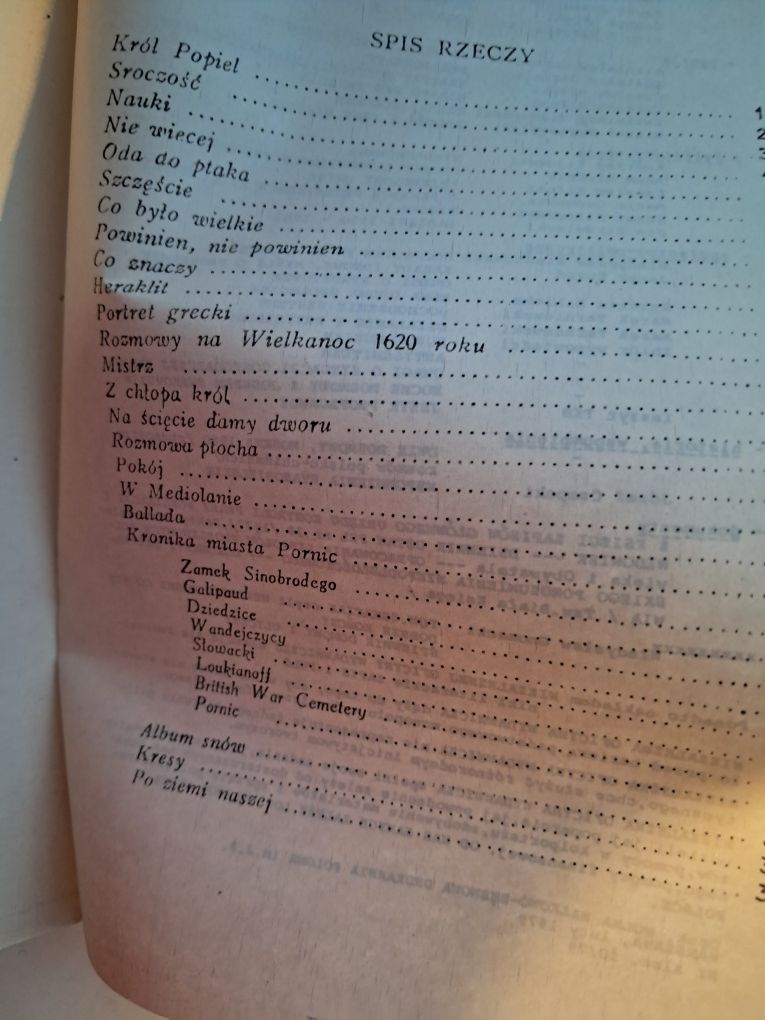 SPIS RZECZY
Król Popiel .......... 1
Sroczość .......... 2
Nauki .......... 3
Nie więcej ..........
Oda do ptaka ..........
Szczęście ..........
Co było wielkie ..........
Powinien, nie powinien ..........
Co znaczy ..........
Heraklit ..........
Portret grecki ..........
Rozmowy na Wielkanoc 1620 roku ..........
Mistrz ..........
Z chłopa król ..........
Na ścięcie damy dworu ..........
Rozmowa płocha ..........
Pokój ..........
W Mediolanie ..........
Ballada ..........
Kronika miasta Pornic ..........
Zamek Sinobrodego ..........
Galipaud ..........
Dziedzice ..........
Wandejczycy ..........
Słowacki ..........
Loukianoff ..........
British War Cemetery ..........
Pornic ..........
Album snów ..........
Kresy ..........
Po ziemi naszej ..........